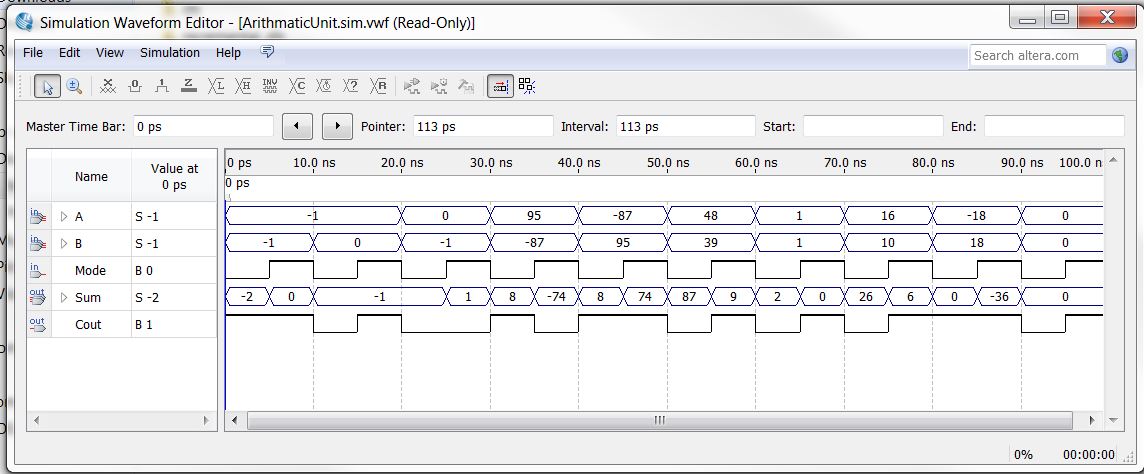 Simulation Waveform Editor - [ArithmaticUnit.sim.vwf (Read-Only)]
File Edit View Simulation Help
Search altera.com
Master Time Bar: 0 ps Pointer: 113 ps Interval: 113 ps Start: End:
Name Value at 0 ps 0 ps 10.0 ns 20.0 ns 30.0 ns 40.0 ns 50.0 ns 60.0 ns 70.0 ns 80.0 ns 90.0 ns 100.0 ns
0 ps
A S -1 -1 0 95 -87 48 1 16 -18 0
B S -1 -1 0 -1 -87 95 39 1 10 18 0
Mode B 0
Sum S -2 -2 0 -1 1 8 -74 8 74 87 9 2 0 26 6 0 -36 0
Cout B 1
0% 00:00:00